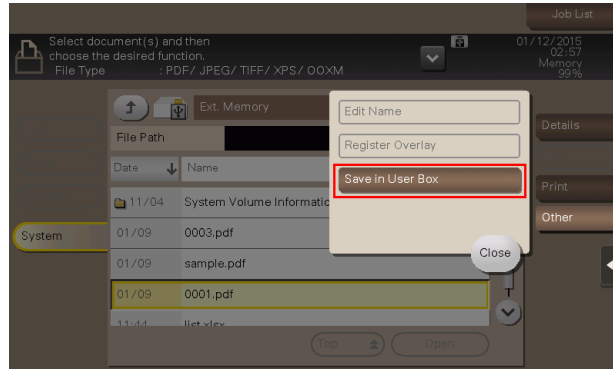 Job List
Select document(s) and then
choose the desired function.
File Type : PDF/ JPEG/ TIFF/ XPS/ OOXML
01/12/2015
02:57
Memory
99%
Ext. Memory
File Path
Date Name
11/04 System Volume Informatic
01/09 0003.pdf
01/09 sample.pdf
01/09 0001.pdf
11:44 list.xlsx
Top Open
System
Edit Name
Register Overlay
Save in User Box
Close
Details
Print
Other